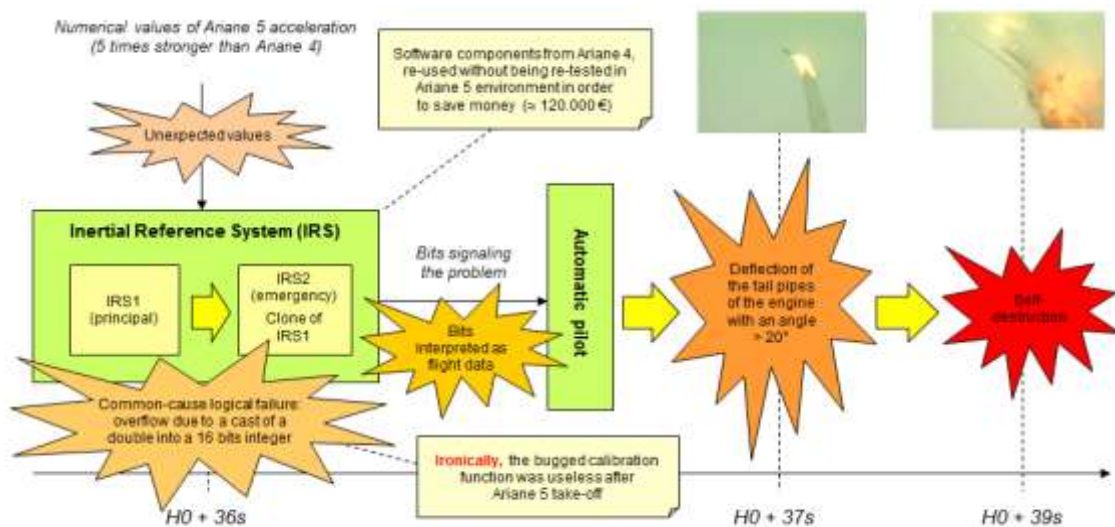 Numerical values of Ariane 5 acceleration
(5 times stronger than Ariane 4)
Software components from Ariane 4,
re-used without being re-tested in
Ariane 5 environment in order
to save money (≈ 120.000 €)
Unexpected values
Inertial Reference System (IRS)
IRS1
(principal)
IRS2
(emergency)
Clone of
IRS1
Bits signaling
the problem
Bits
interpreted as
flight data
Automatic pilot
Deflection of
the tail pipes
of the engine
with an angle
> 20°
Self-
destruction
Common-cause logical failure:
overflow due to a cast of a
double into a 16 bits integer
Ironically, the bugged calibration
function was useless after
Ariane 5 take-off
H0 + 36s
H0 + 37s
H0 + 39s